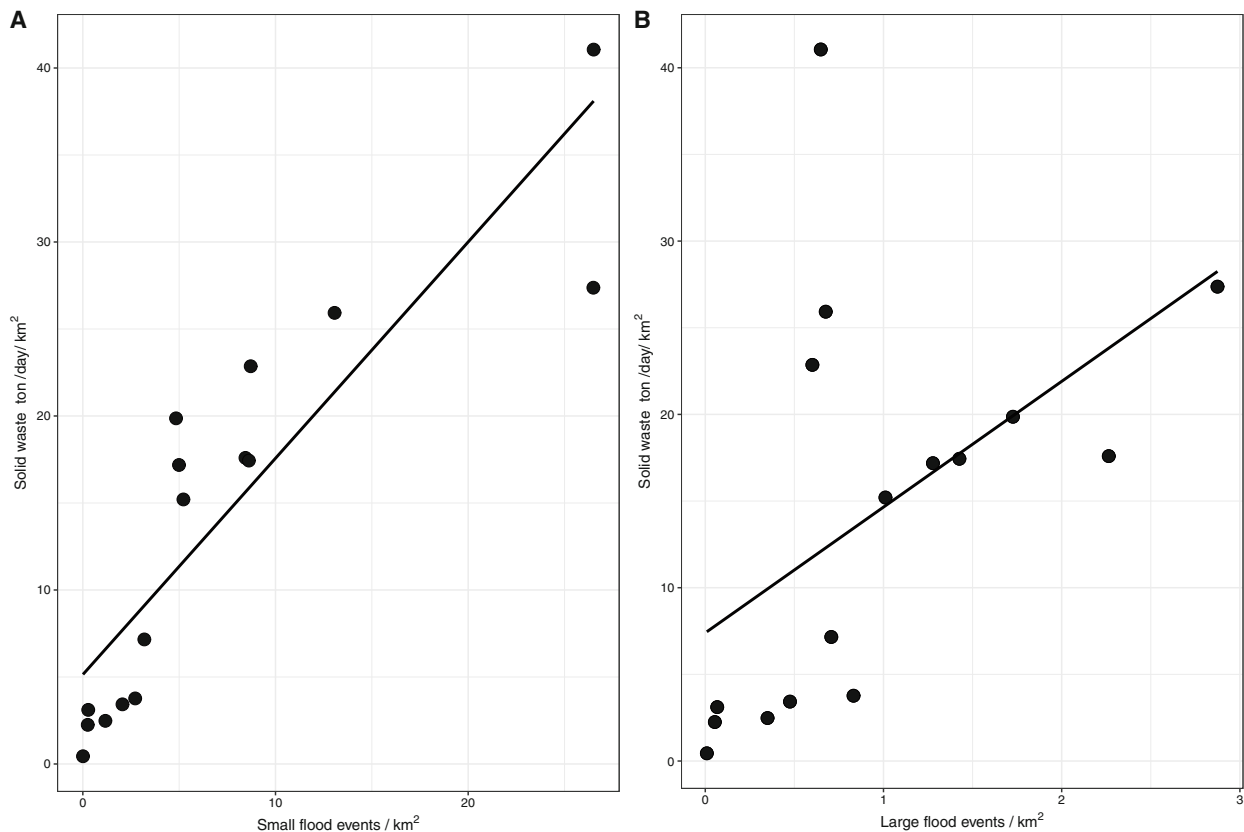 A
40
30
20
10
0
Solid waste ton /day/ km²
0 10 20
Small flood events / km²
B
40
30
20
10
0
Solid waste ton /day/ km²
0 1 2 3
Large flood events / km²